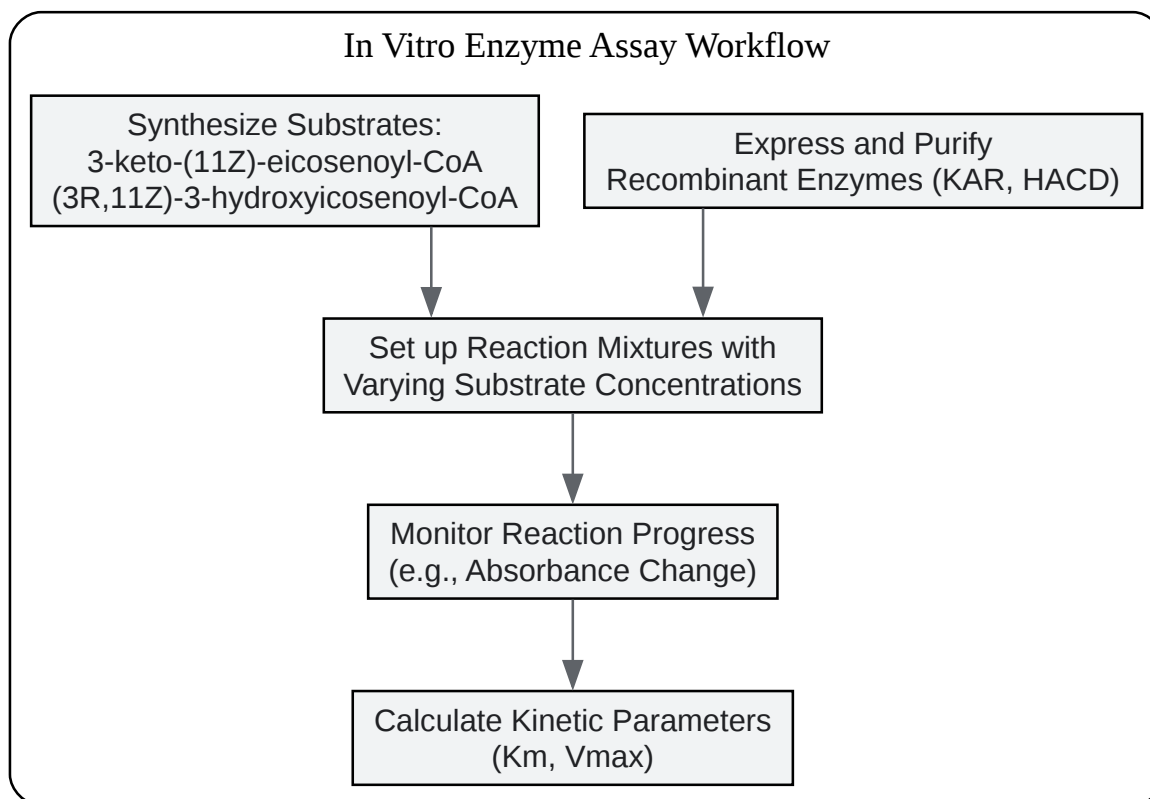 In Vitro Enzyme Assay Workflow
Synthesize Substrates:
3-keto-(11Z)-eicosenoyl-CoA
(3R,11Z)-3-hydroxyicosenoyl-CoA
Express and Purify
Recombinant Enzymes (KAR, HACD)
Set up Reaction Mixtures with
Varying Substrate Concentrations
Monitor Reaction Progress
(e.g., Absorbance Change)
Calculate Kinetic Parameters
(Km, Vmax)